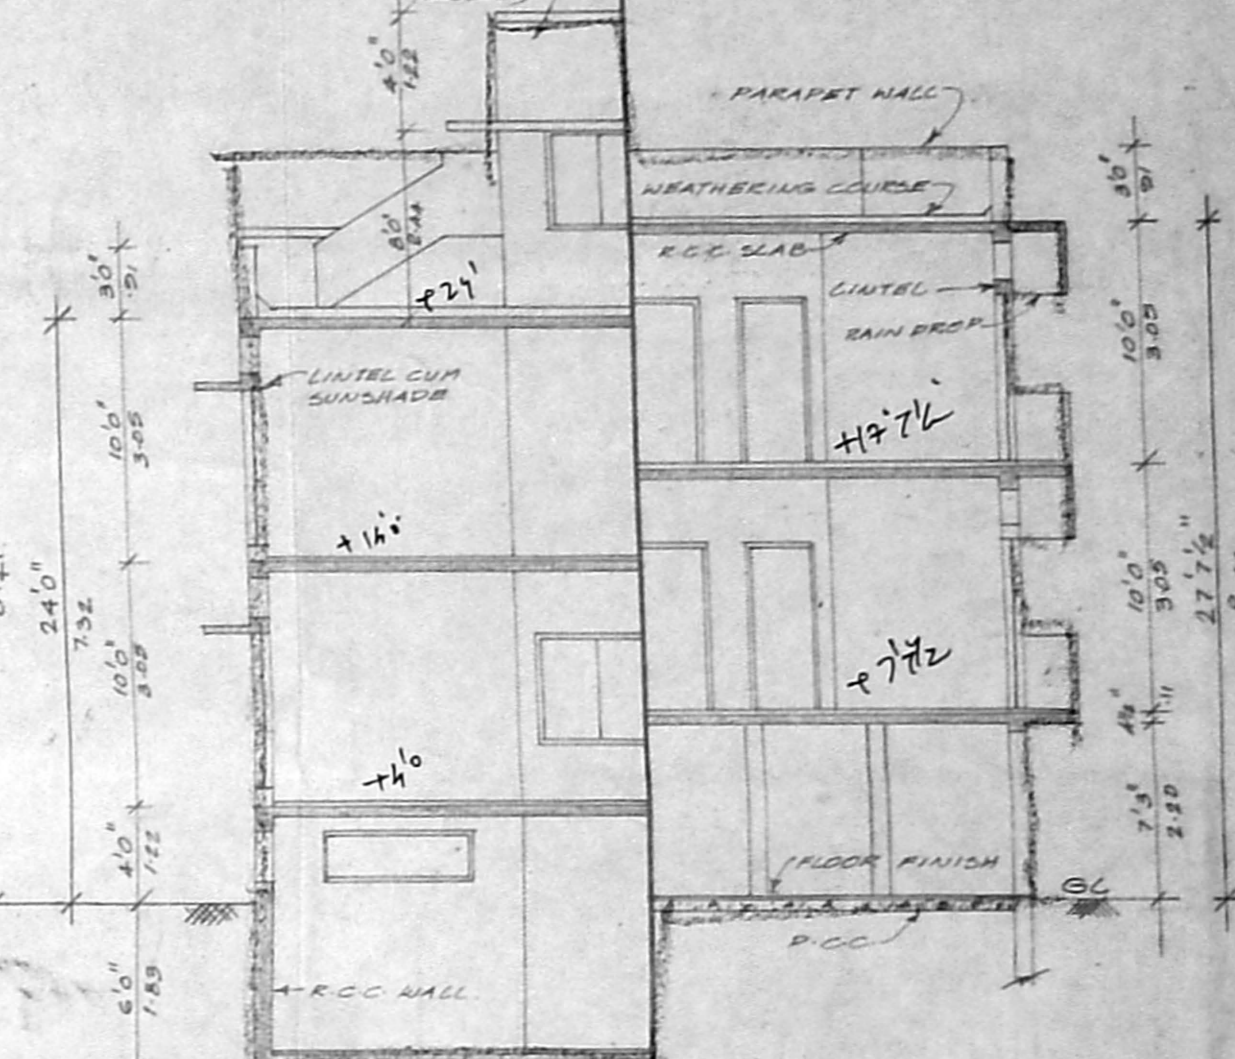 4'0"
1.22
PARAPET WALL
3'0"
.91
WEATHERING COURSE
8'0"
2.44
R.C.C. SLAB
3'0"
.91
+24'
LINTEL
RAIN DROP
10'0"
3.05
LINTEL CUM
SUNSHADE
10'0"
3.05
+17'7½"
+14'0"
24'0"
7.32
10'0"
3.05
27'7½"
10'0"
3.05
+7'7½
+4'0
4½"
.11
4'0"
1.22
7'3"
2.20
FLOOR FINISH
GL
P.C.C.
6'0"
1.83
R.C.C. WALL